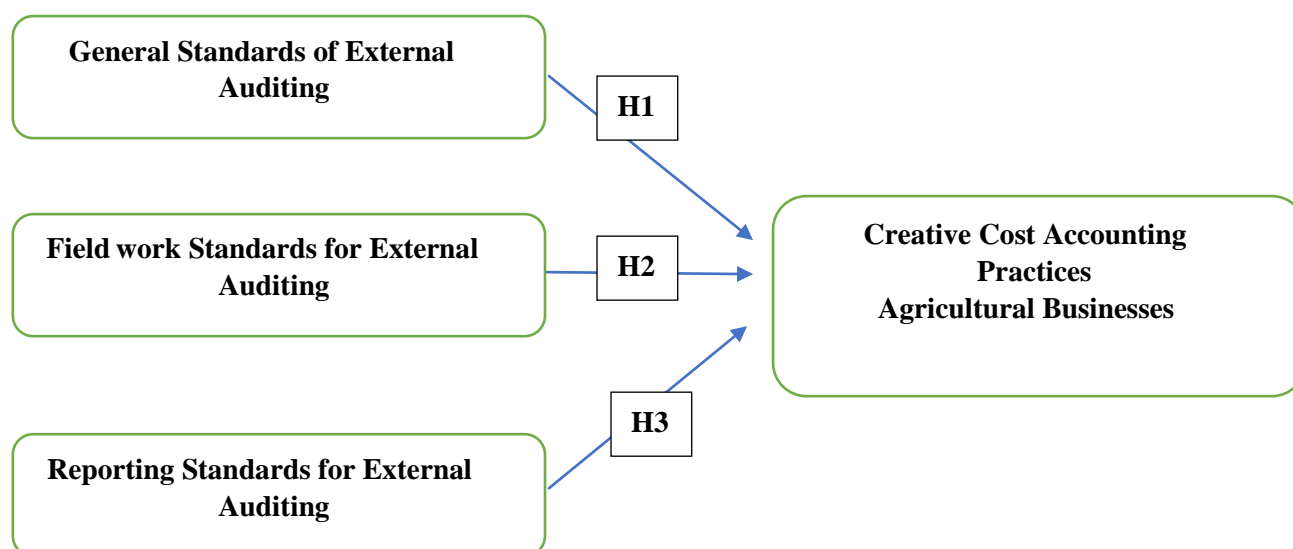 General Standards of External
Auditing
H1
Field work Standards for External
Auditing
H2
Creative Cost Accounting
Practices
Agricultural Businesses
H3
Reporting Standards for External
Auditing